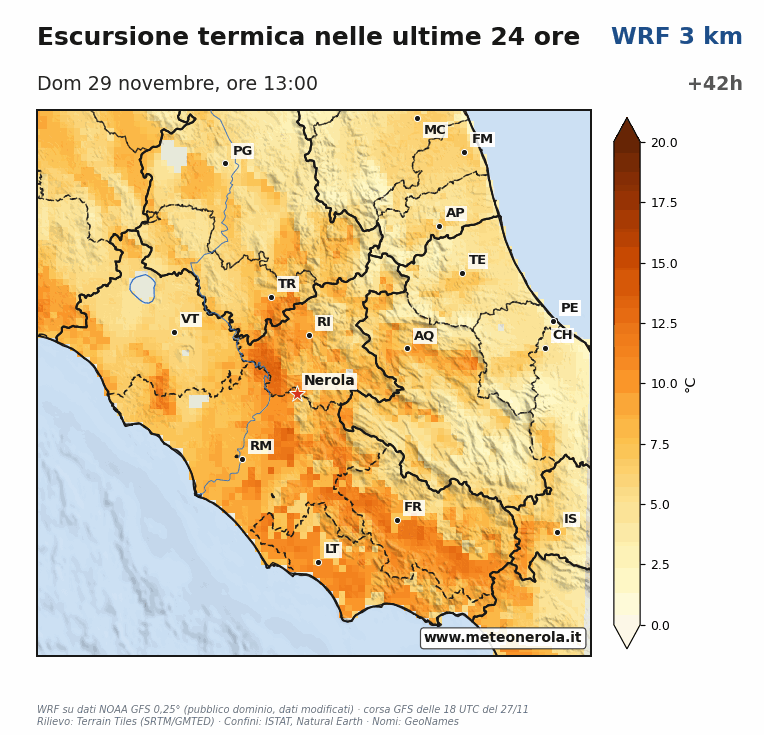 Escursione termica nelle ultime 24 ore WRF 3 km
Dom 29 novembre, ore 13:00 +42h
MC
FM
PG
AP
TE
TR
PE
VT
RI
AQ
CH
Nerola
RM
FR
IS
LT
www.meteonerola.it
20.0
17.5
15.0
12.5
10.0
7.5
5.0
2.5
0.0
°C
WRF su dati NOAA GFS 0,25° (pubblico dominio, dati modificati) · corsa GFS delle 18 UTC del 27/11
Rilievo: Terrain Tiles (SRTM/GMTED) · Confini: ISTAT, Natural Earth · Nomi: GeoNames